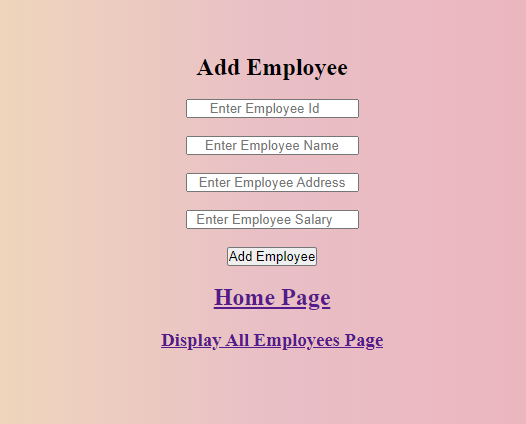 Add Employee
Enter Employee Id
Enter Employee Name
Enter Employee Address
Enter Employee Salary
Add Employee
Home Page
Display All Employees Page